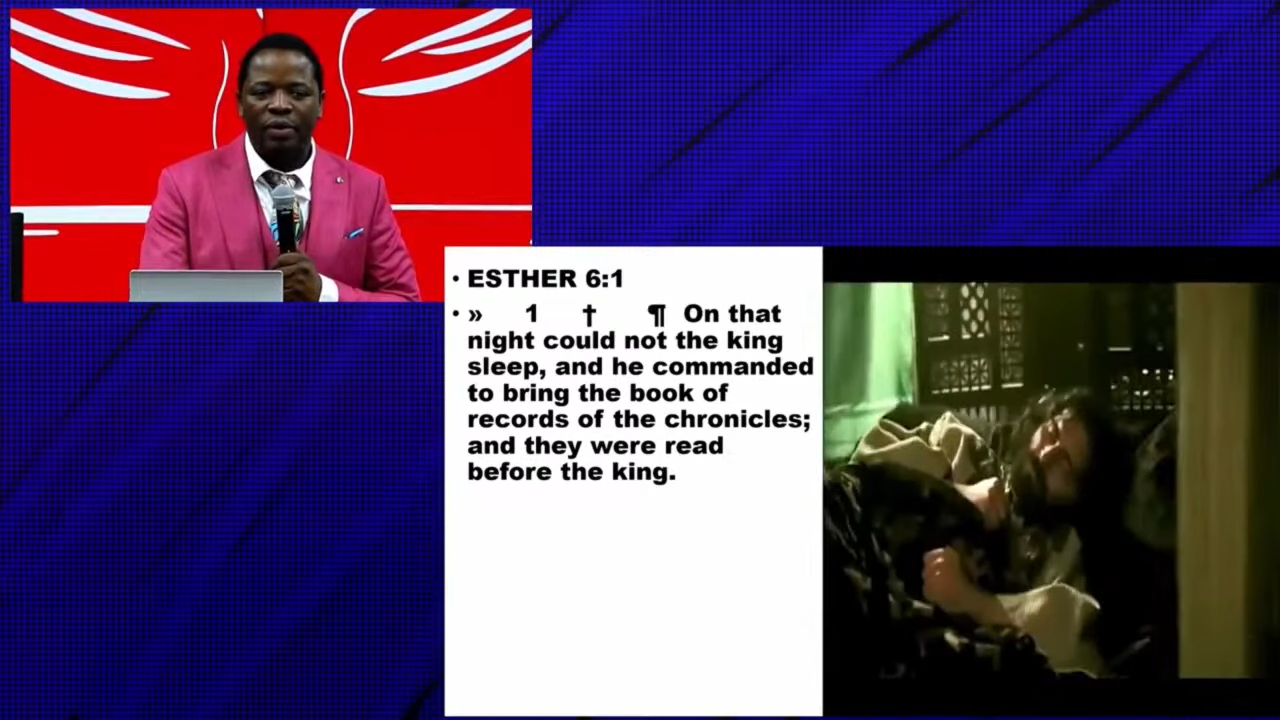 • ESTHER 6:1
• » 1 † ¶ On that
night could not the king
sleep, and he commanded
to bring the book of
records of the chronicles;
and they were read
before the king.